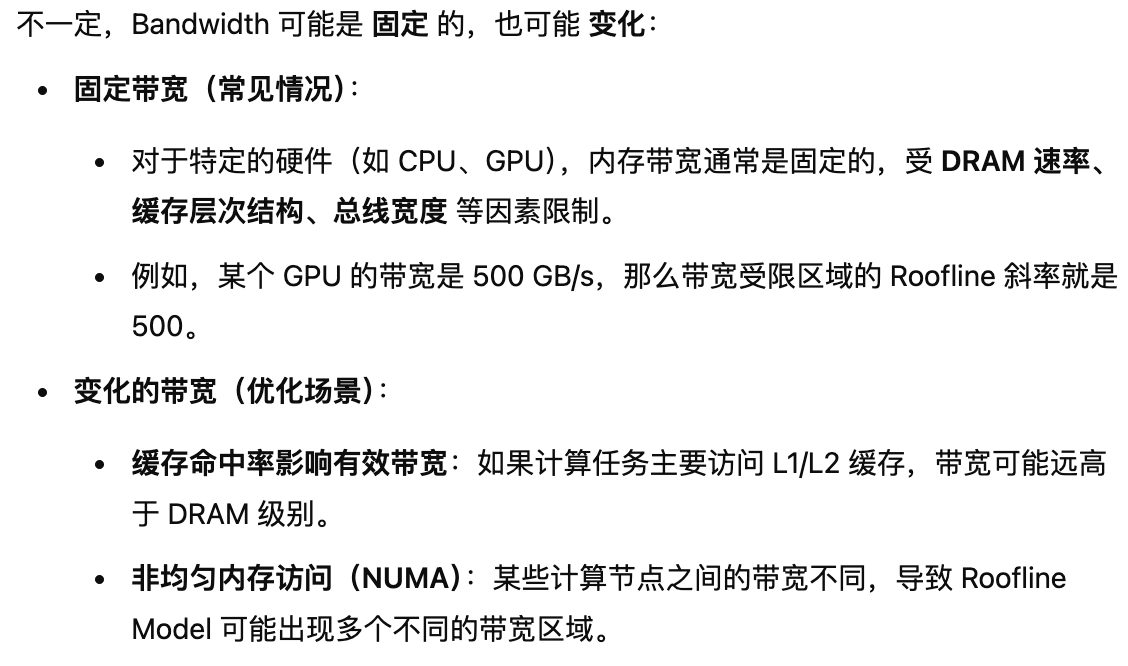 不一定，Bandwidth 可能是 固定 的，也可能 变化：
• 固定带宽（常见情况）：
• 对于特定的硬件（如 CPU、GPU），内存带宽通常是固定的，受 DRAM 速率、
缓存层次结构、总线宽度 等因素限制。
• 例如，某个 GPU 的带宽是 500 GB/s，那么带宽受限区域的 Roofline 斜率就是
500。
• 变化的带宽（优化场景）：
• 缓存命中率影响有效带宽：如果计算任务主要访问 L1/L2 缓存，带宽可能远高
于 DRAM 级别。
• 非均匀内存访问（NUMA）：某些计算节点之间的带宽不同，导致 Roofline
Model 可能出现多个不同的带宽区域。